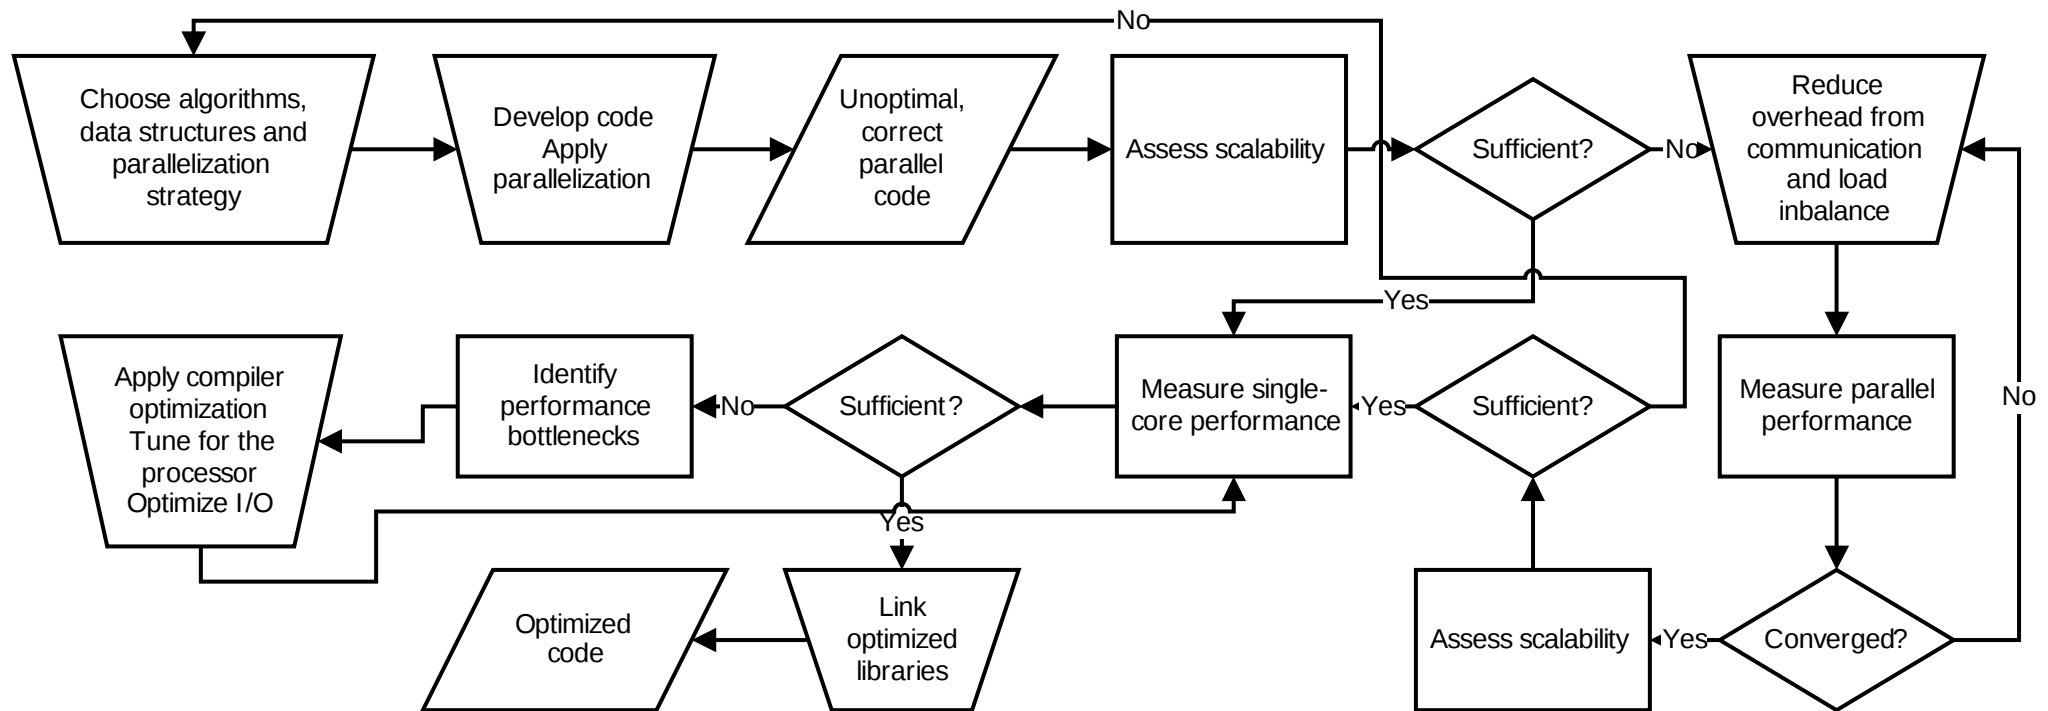 No
Choose algorithms,
data structures and
parallelization
strategy
Develop code
Apply
parallelization
Unoptimal,
correct
parallel
code
Assess scalability
Sufficient?
No
Reduce
overhead from
communication
and load
inbalance
Yes
Apply compiler
optimization
Tune for the
processor
Optimize I/O
Identify
performance
bottlenecks
No
Sufficient?
Measure single-
core performance
Yes
Sufficient?
Measure parallel
performance
No
Yes
Optimized
code
Link
optimized
libraries
Assess scalability
Yes
Converged?